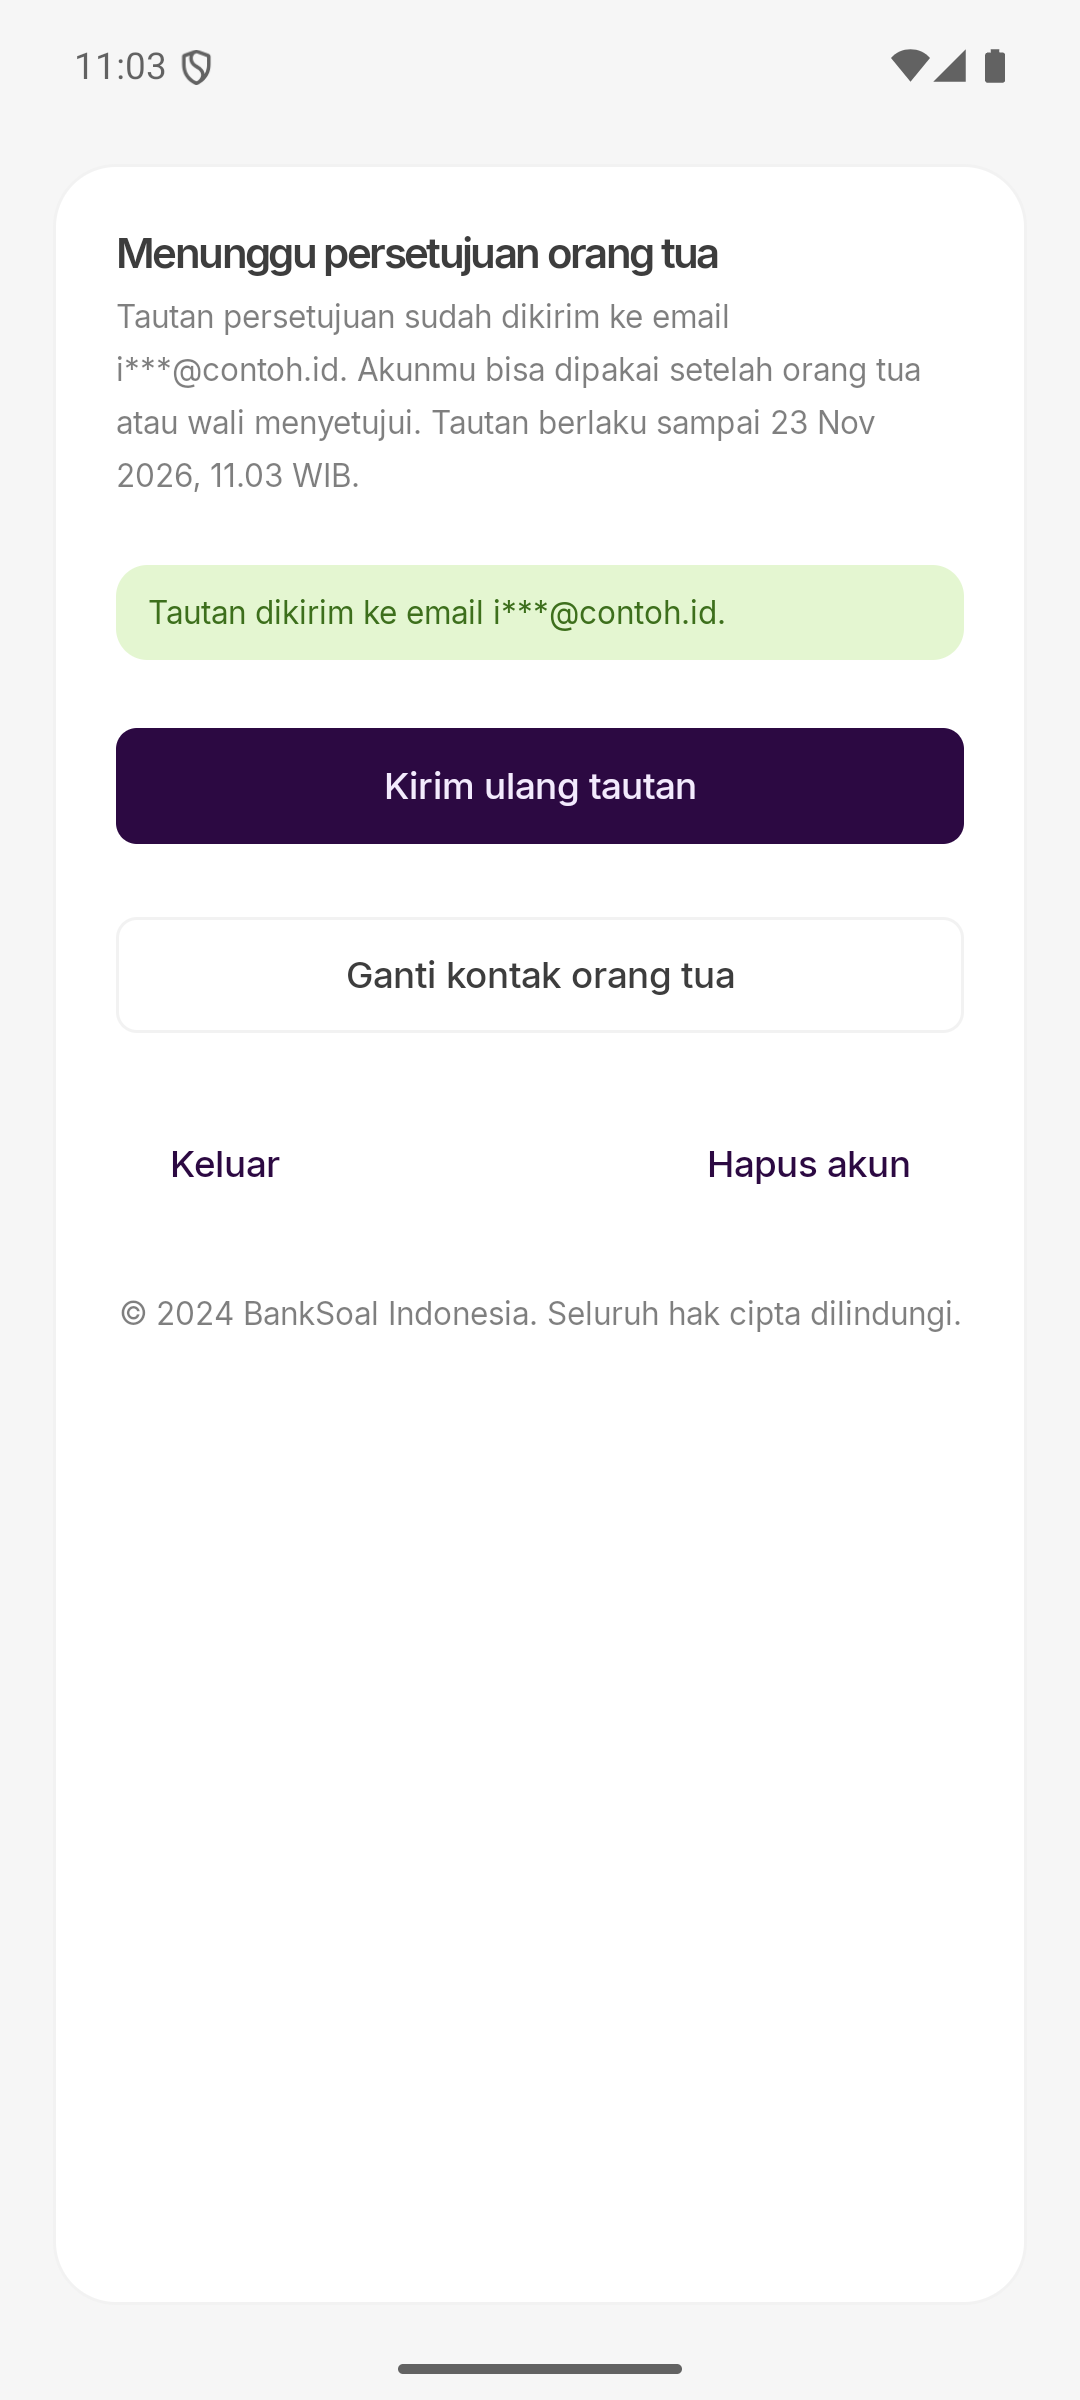 11:03
Menunggu persetujuan orang tua
Tautan persetujuan sudah dikirim ke email
i***@contoh.id. Akunmu bisa dipakai setelah orang tua
atau wali menyetujui. Tautan berlaku sampai 23 Nov
2026, 11.03 WIB.
Tautan dikirim ke email i***@contoh.id.
Kirim ulang tautan
Ganti kontak orang tua
Keluar
Hapus akun
© 2024 BankSoal Indonesia. Seluruh hak cipta dilindungi.